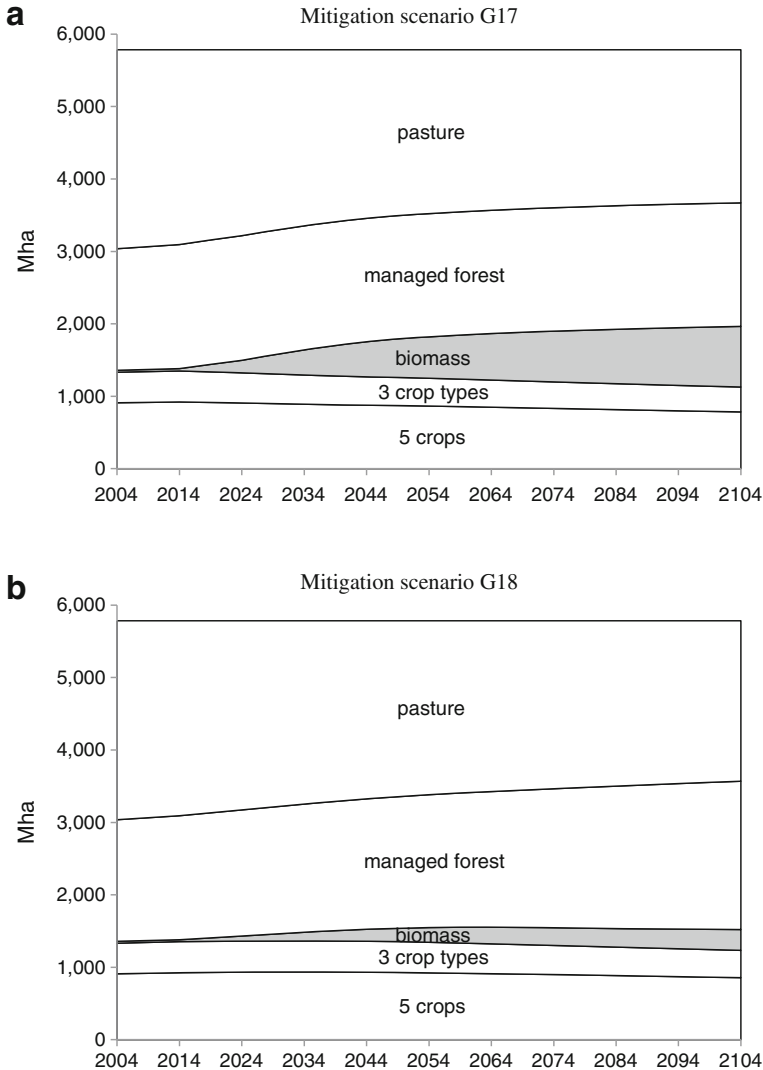 a
Mitigation scenario G17
6,000
5,000
4,000
3,000
2,000
1,000
0
Mha
pasture
managed forest
biomass
3 crop types
5 crops
2004 2014 2024 2034 2044 2054 2064 2074 2084 2094 2104
b
Mitigation scenario G18
6,000
5,000
4,000
3,000
2,000
1,000
0
Mha
pasture
managed forest
biomass
3 crop types
5 crops
2004 2014 2024 2034 2044 2054 2064 2074 2084 2094 2104